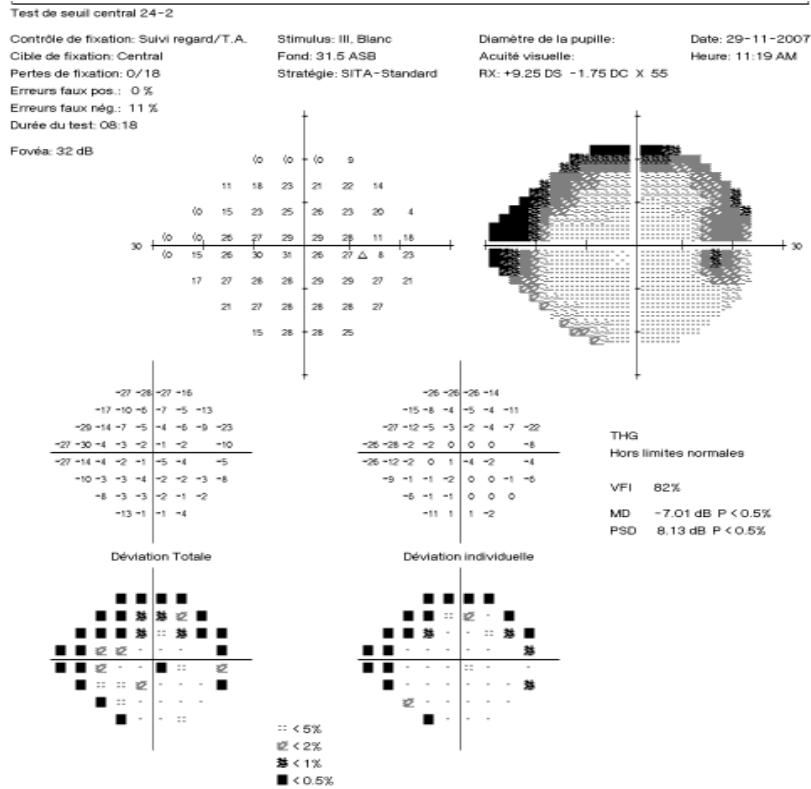 Test de seuil central 24-2
Contrôle de fixation: Suivi regard/T.A.
Cible de fixation: Central
Pertes de fixation: 0/18
Erreurs faux pos.: 0 %
Erreurs faux nég.: 11 %
Durée du test: 08:18
Fovéa: 32 dB
Stimulus: III, Blanc
Fond: 31.5 ASB
Stratégie: SITA-Standard
Diamètre de la pupille:
Acuité visuelle:
RX: +9.25 DS -1.75 DC X 55
Date: 29-11-2007
Heure: 11:19 AM
(0 (0 (0 9
11 18 23 21 22 14
(0 15 23 25 26 23 20 4
30 (0 (0 26 27 29 29 28 11 18
(0 15 26 30 31 26 27 8 23
17 27 26 28 28 27 27 21
21 27 28 28 28 27
15 28 28 25
30
-27 -28 -27 -16
-17 -10 -6 -7 -5 -13
-29 -14 -7 -5 -4 -6 -9 -23
-27 -30 -4 -3 -2 -1 -2 -10
-27 -14 -4 -2 -1 -5 -4 -5
-10 -3 -3 -4 -2 -2 -3 -8
-8 -3 -3 -2 -1 -2
-13 -1 -1 -4
Déviation Totale
-26 -26 -26 -14
-15 -8 -4 -5 -4 -11
-27 -12 -5 -3 -2 -4 -7 -22
-26 -28 -2 -2 0 0 0 -8
-26 -12 -2 0 1 -4 -2 -4
-9 -1 -1 -2 0 0 -1 -6
-6 -1 -1 0 0 0
-11 1 1 -2
Déviation individuelle
THG
Hors limites normales
VFI 82%
MD -7.01 dB P < 0.5%
PSD 8.13 dB P < 0.5%
< 5%
< 2%
< 1%
< 0.5%